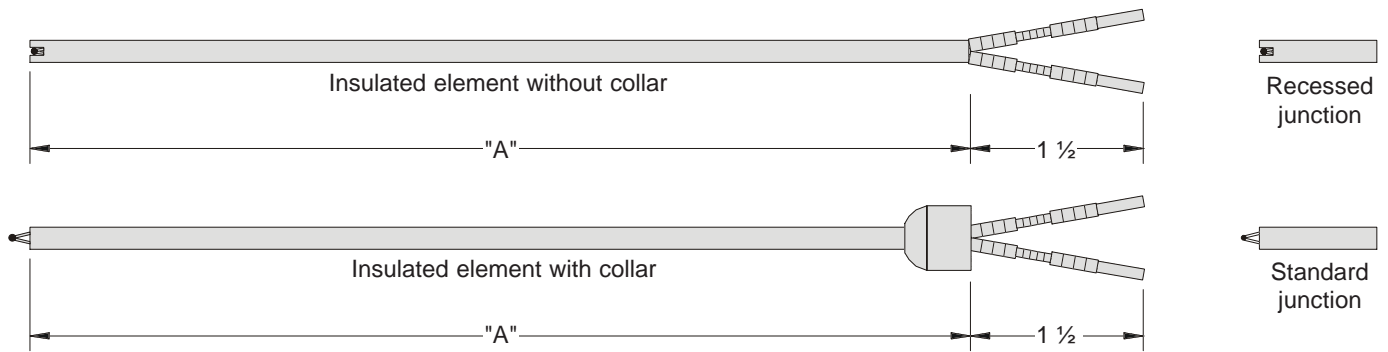 Insulated element without collar
Recessed
junction
"A"
1 ½
Insulated element with collar
Standard
junction
"A"
1 ½